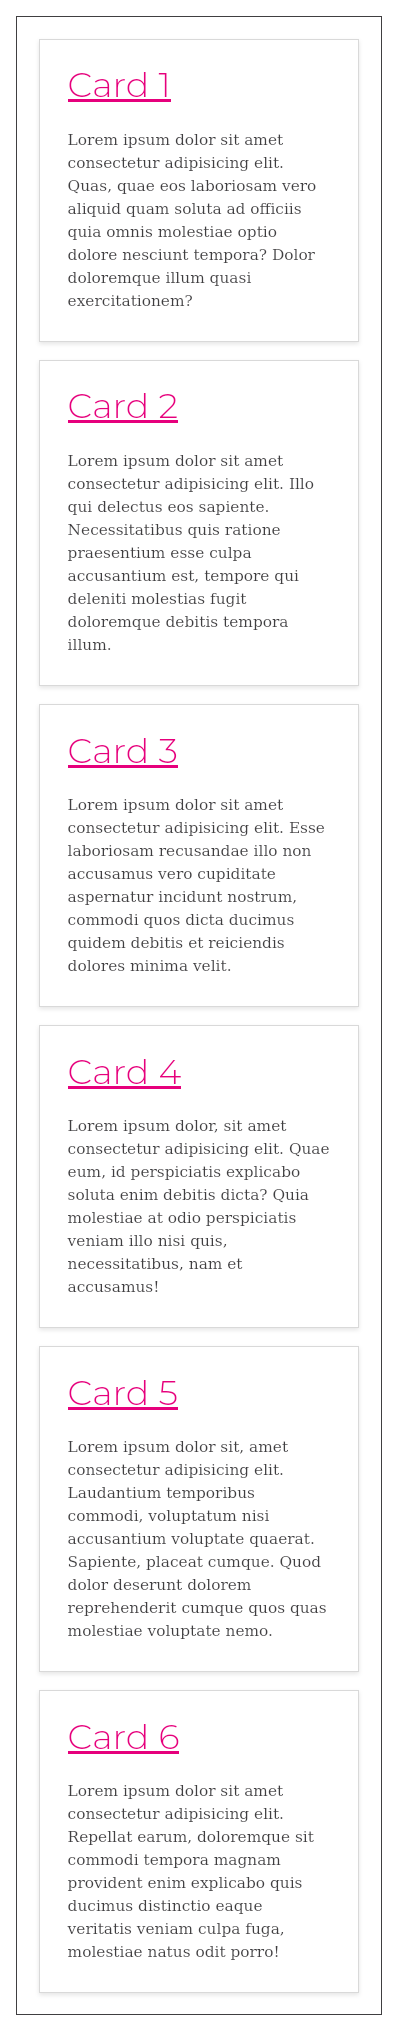 Card 1
Lorem ipsum dolor sit amet
consectetur adipisicing elit.
Quas, quae eos laboriosam vero
aliquid quam soluta ad officiis
quia omnis molestiae optio
dolore nesciunt tempora? Dolor
doloremque illum quasi
exercitationem?
Card 2
Lorem ipsum dolor sit amet
consectetur adipisicing elit. Illo
qui delectus eos sapiente.
Necessitatibus quis ratione
praesentium esse culpa
accusantium est, tempore qui
deleniti molestias fugit
doloremque debitis tempora
illum.
Card 3
Lorem ipsum dolor sit amet
consectetur adipisicing elit. Esse
laboriosam recusandae illo non
accusamus vero cupiditate
aspernatur incidunt nostrum,
commodi quos dicta ducimus
quidem debitis et reiciendis
dolores minima velit.
Card 4
Lorem ipsum dolor, sit amet
consectetur adipisicing elit. Quae
eum, id perspiciatis explicabo
soluta enim debitis dicta? Quia
molestiae at odio perspiciatis
veniam illo nisi quis,
necessitatibus, nam et
accusamus!
Card 5
Lorem ipsum dolor sit, amet
consectetur adipisicing elit.
Laudantium temporibus
commodi, voluptatum nisi
accusantium voluptate quaerat.
Sapiente, placeat cumque. Quod
dolor deserunt dolorem
reprehenderit cumque quos quas
molestiae voluptate nemo.
Card 6
Lorem ipsum dolor sit amet
consectetur adipisicing elit.
Repellat earum, doloremque sit
commodi tempora magnam
provident enim explicabo quis
ducimus distinctio eaque
veritatis veniam culpa fuga,
molestiae natus odit porro!